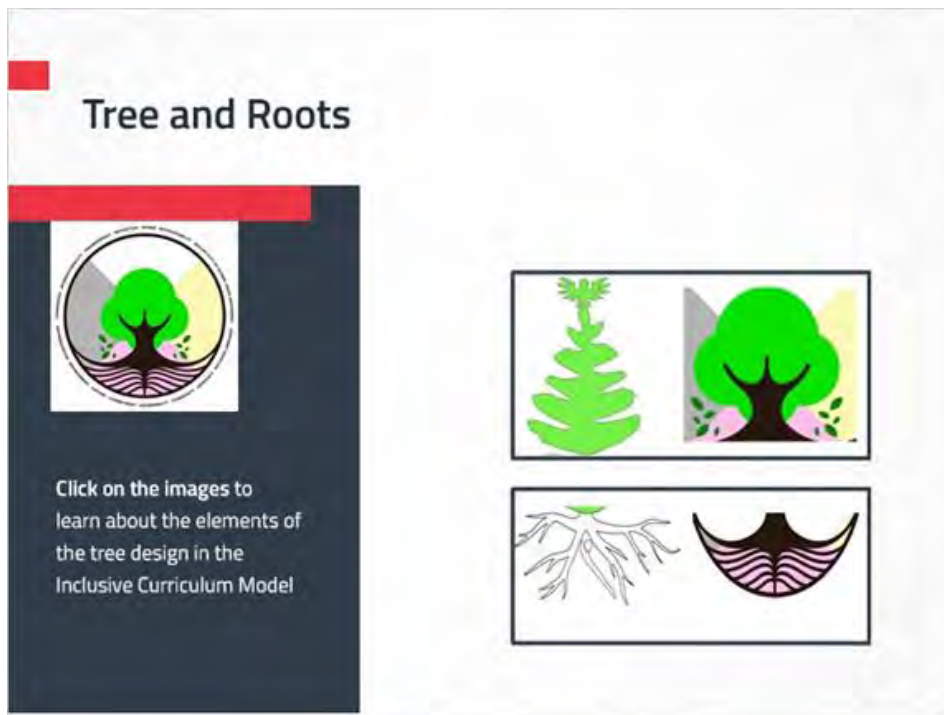 Tree and Roots
Click on the images to
learn about the elements of
the tree design in the
Inclusive Curriculum Model